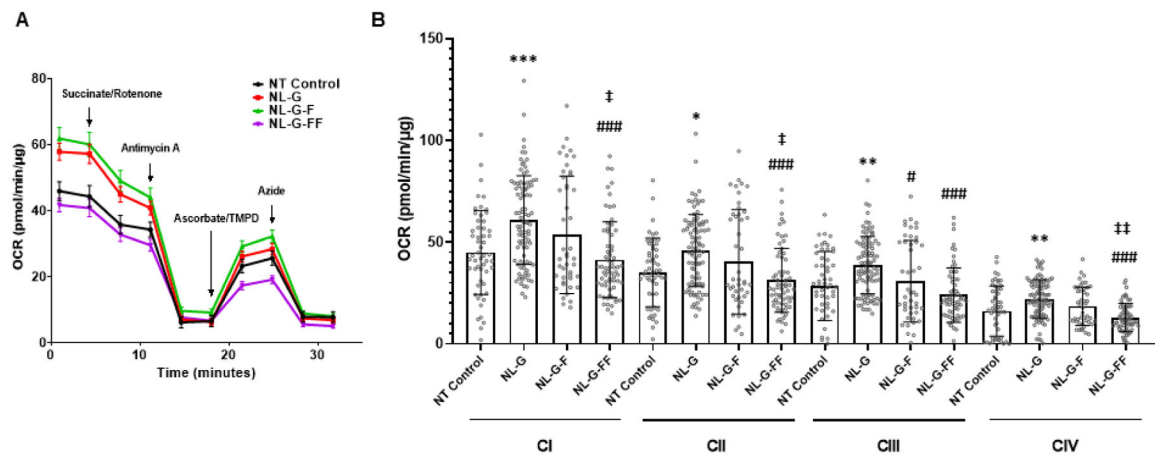 A
80
60
40
20
0
OCR (pmol/min/µg)
0 10 20 30
Time (minutes)
Succinate/Rotenone
Antimycin A
Ascorbate/TMPD
Azide
NT Control
NL-G
NL-G-F
NL-G-FF
B
150
100
50
0
OCR (pmol/min/µg)
***
‡
###
*
‡
###
**
#
###
**
‡‡
###
NT Control NL-G NL-G-F NL-G-FF NT Control NL-G NL-G-F NL-G-FF NT Control NL-G NL-G-F NL-G-FF NT Control NL-G NL-G-F NL-G-FF
CI CII CIII CIV